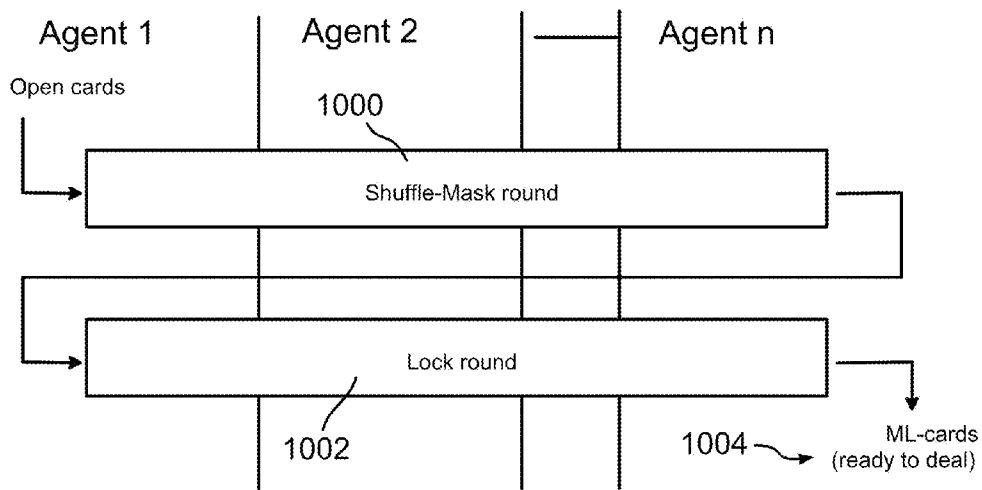 Agent 1
Agent 2
Agent n
Open cards
1000
Shuffle-Mask round
Lock round
1002
1004
ML-cards
(ready to deal)